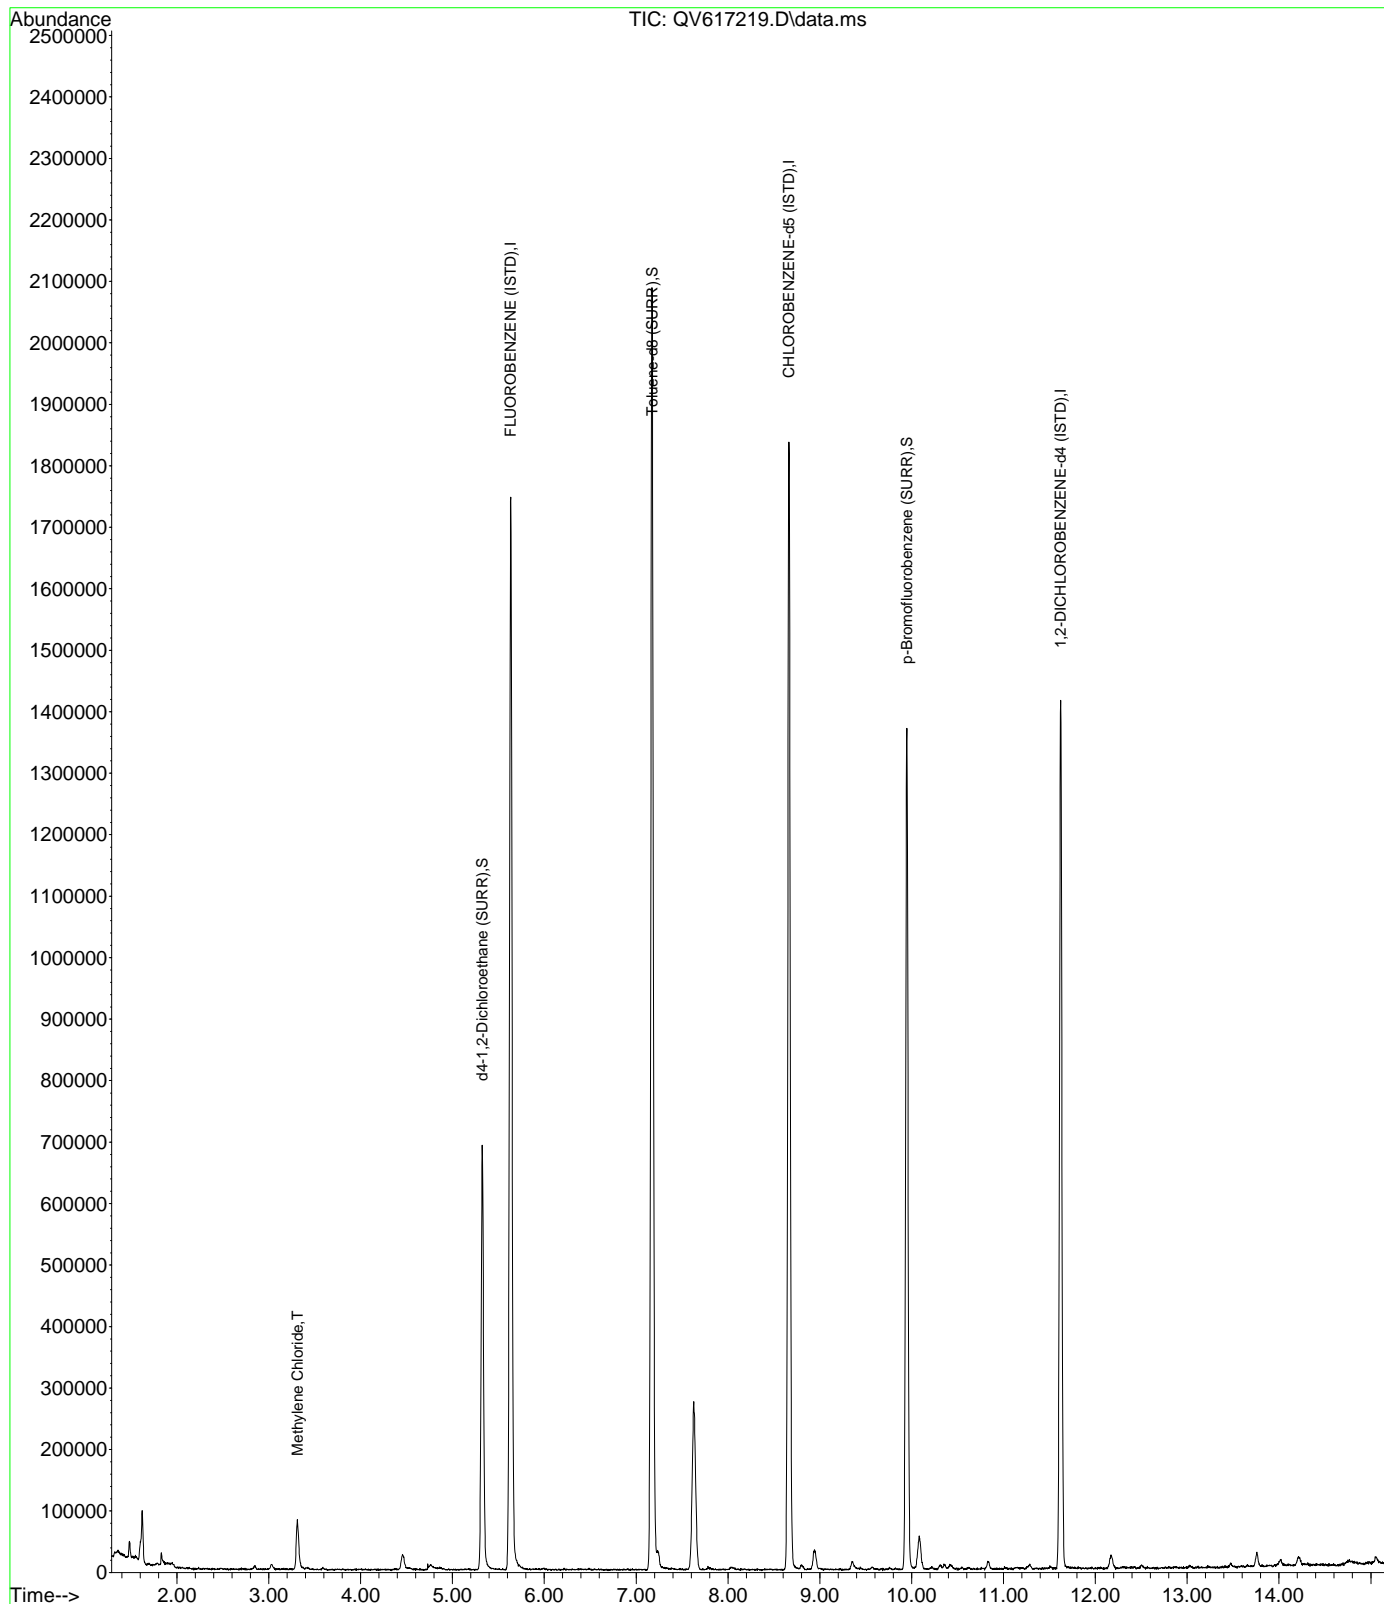 Abundance
TIC: QV617219.D\data.ms
2500000
2400000
2300000
2200000
2100000
2000000
1900000
1800000
1700000
1600000
1500000
1400000
1300000
1200000
1100000
1000000
900000
800000
700000
600000
500000
400000
300000
200000
100000
0
Methylene Chloride,T
d4-1,2-Dichloroethane (SURR),S
FLUOROBENZENE (ISTD),I
Toluene-d8 (SURR),S
CHLOROBENZENE-d5 (ISTD),I
p-Bromofluorobenzene (SURR),S
1,2-DICHLOROBENZENE-d4 (ISTD),I
Time-->
2.00 3.00 4.00 5.00 6.00 7.00 8.00 9.00 10.00 11.00 12.00 13.00 14.00